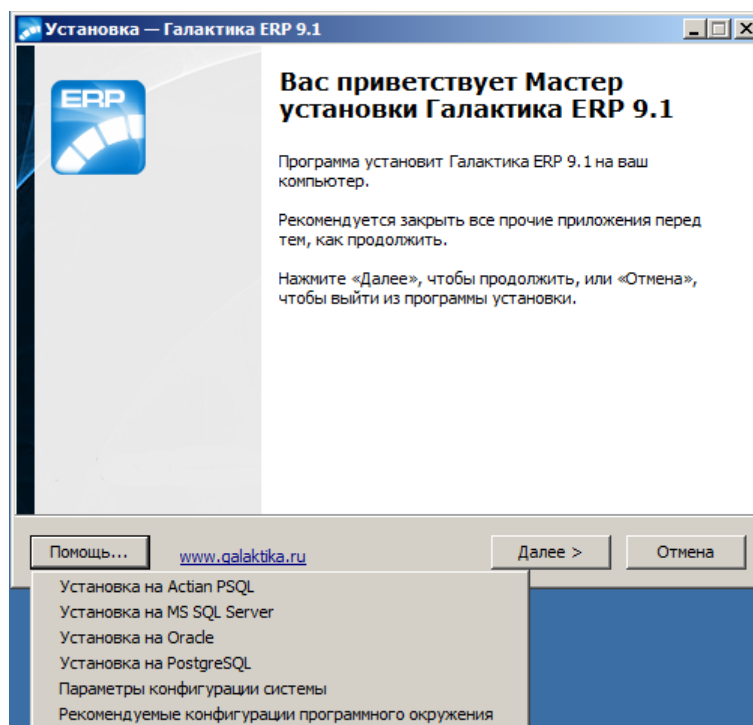 Установка — Галактика ERP 9.1
ERP
Вас приветствует Мастер
установки Галактика ERP 9.1
Программа установит Галактика ERP 9.1 на ваш
компьютер.
Рекомендуется закрыть все прочие приложения перед
тем, как продолжить.
Нажмите «Далее», чтобы продолжить, или «Отмена»,
чтобы выйти из программы установки.
Помощь...
www.galaktika.ru
Далее >
Отмена
Установка на Actian PSQL
Установка на MS SQL Server
Установка на Oracle
Установка на PostgreSQL
Параметры конфигурации системы
Рекомендуемые конфигурации программного окружения